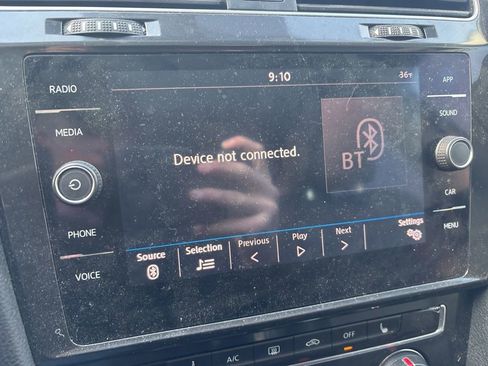 RADIO
MEDIA
PHONE
VOICE
9:10
36°F
Device not connected.
BT
Source
Selection
Previous
Play
Next
Settings
APP
SOUND
CAR
MENU
A/C
OFF